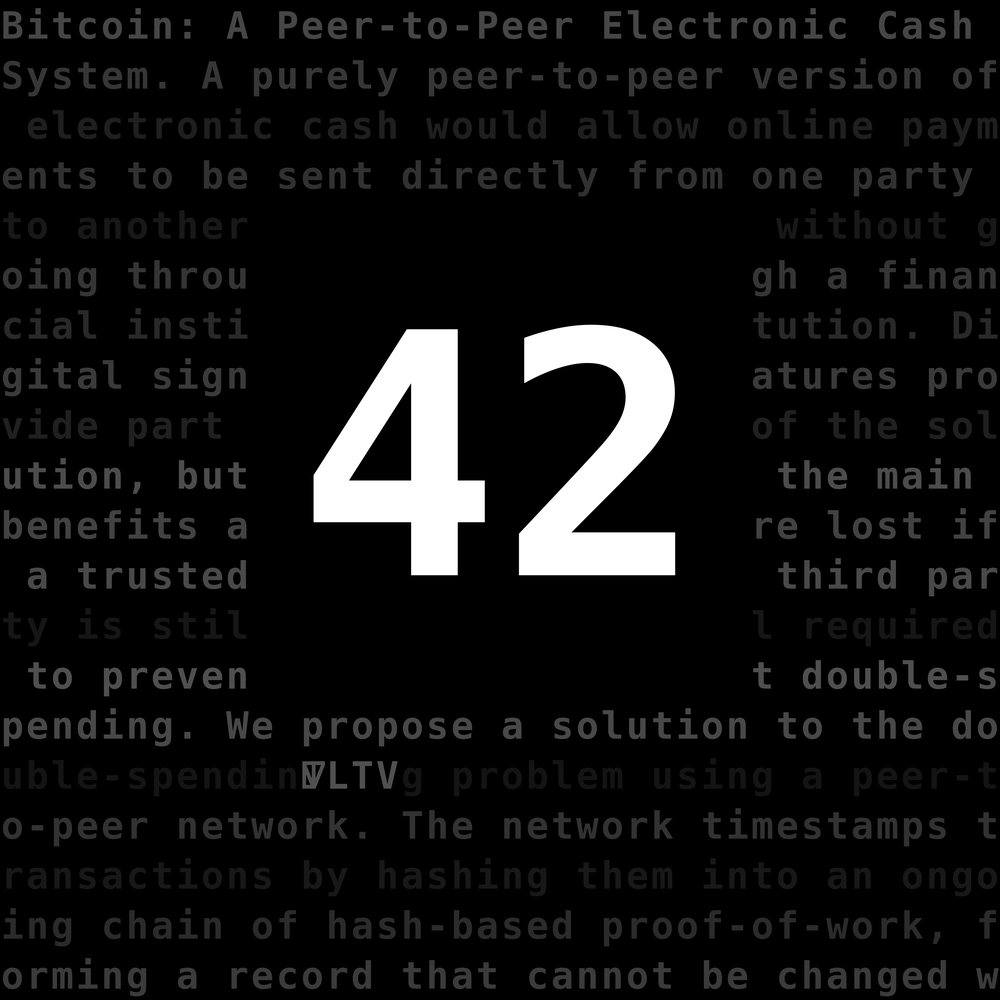 Bitcoin: A Peer-to-Peer Electronic Cash
System. A purely peer-to-peer version of
electronic cash would allow online paym
ents to be sent directly from one party
to another without g
oing throu gh a finan
cial insti tution. Di
gital sign atures pro
vide part of the sol
ution, but the main
benefits a re lost if
a trusted third par
ty is stil l required
to preven t double-s
42
pending. We propose a solution to the do
uble-spendin VLTV g problem using a peer-t
o-peer network. The network timestamps t
ransactions by hashing them into an ongo
ing chain of hash-based proof-of-work, f
orming a record that cannot be changed w